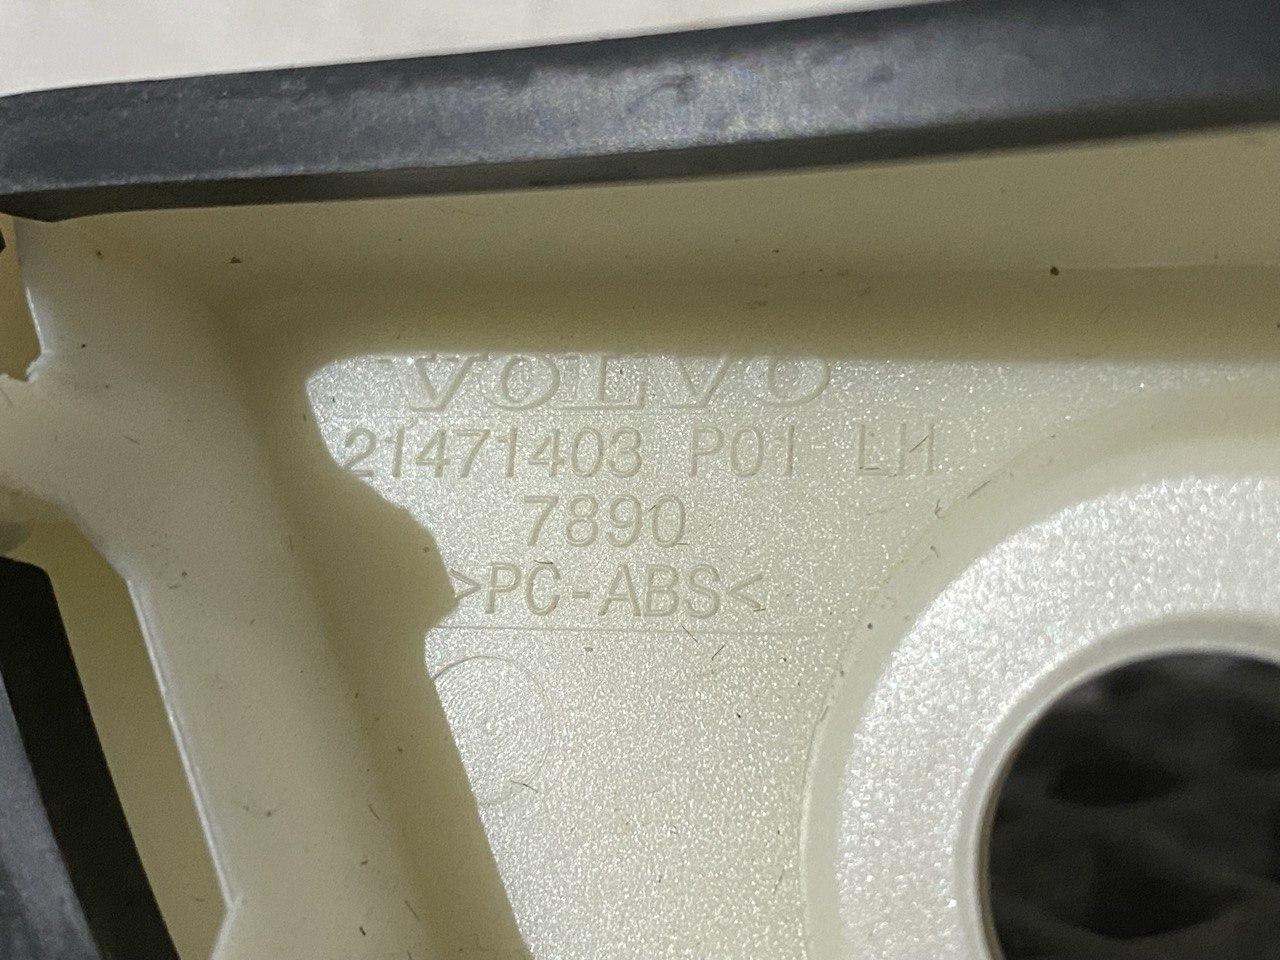 VOLVO
21471403 P01 LH
7890
>PC-ABS<